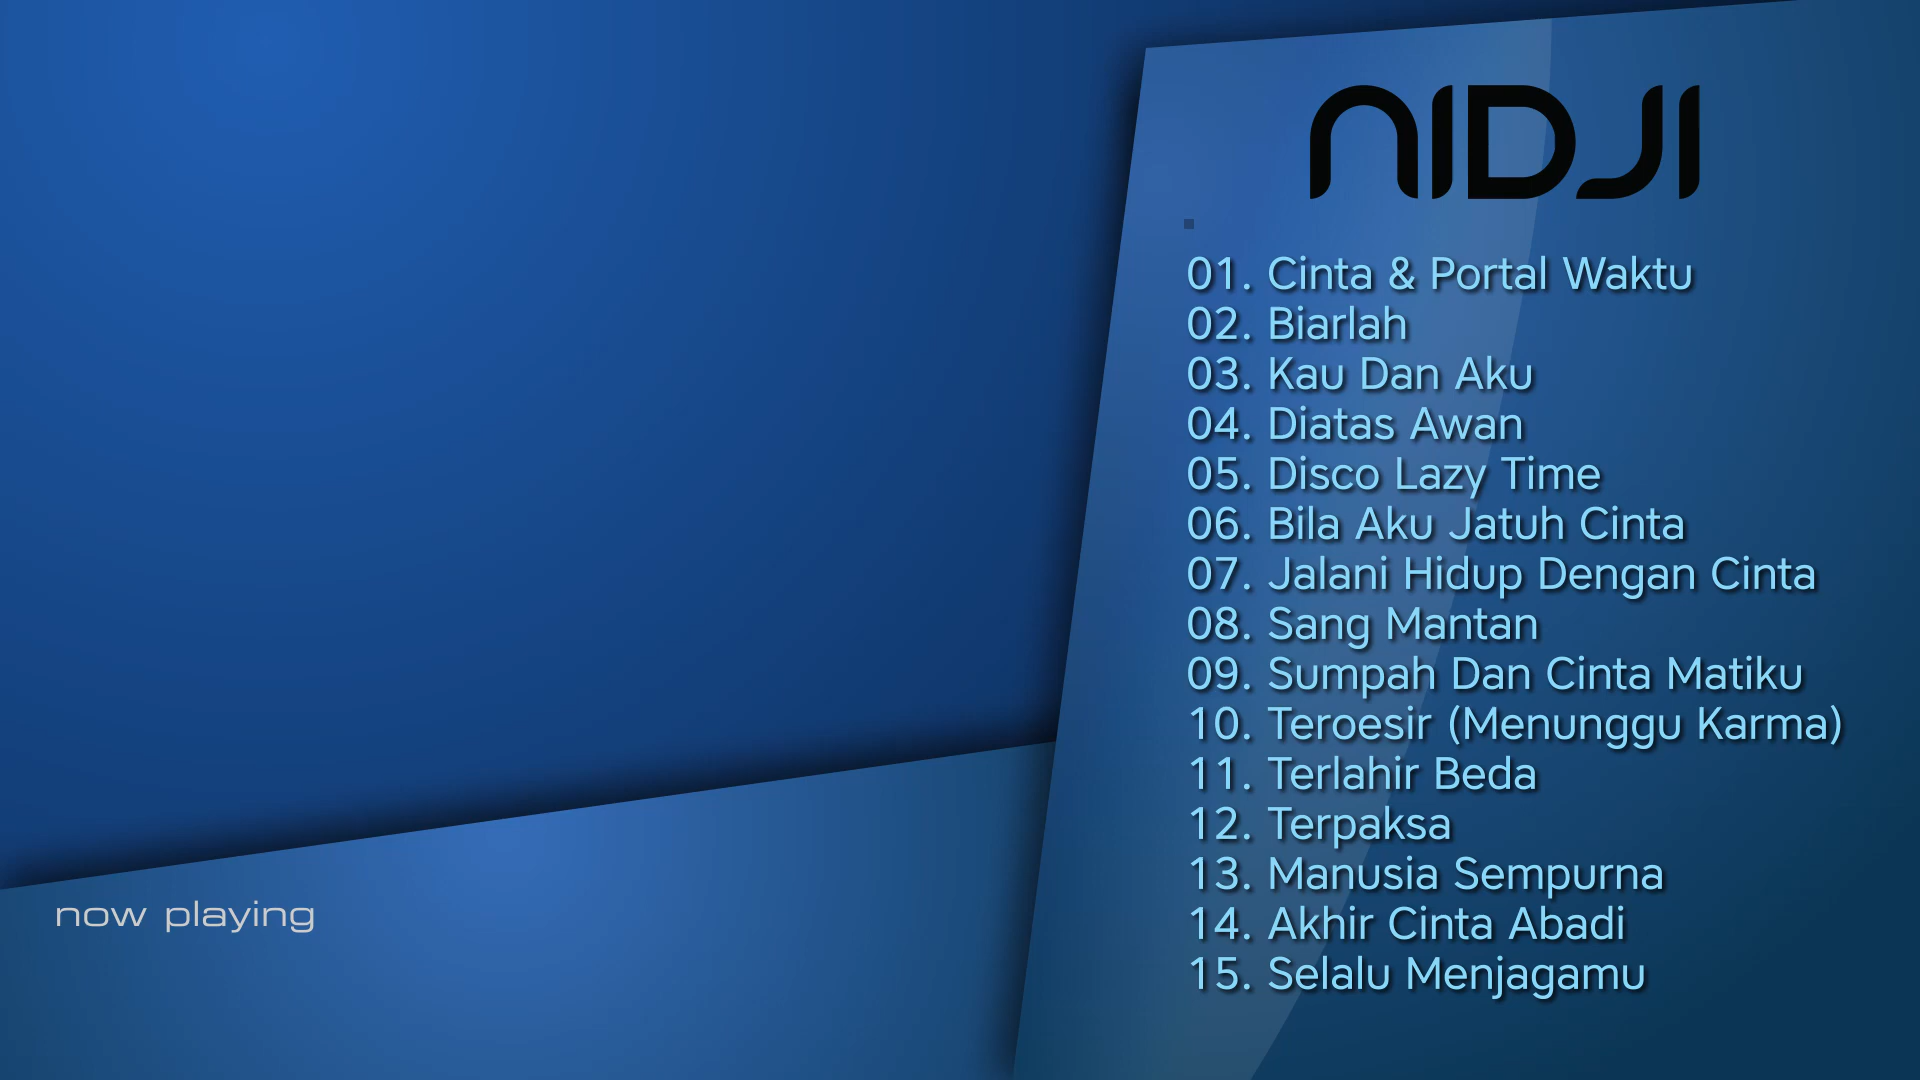 NIDJI
01. Cinta & Portal Waktu
02. Biarlah
03. Kau Dan Aku
04. Diatas Awan
05. Disco Lazy Time
06. Bila Aku Jatuh Cinta
07. Jalani Hidup Dengan Cinta
08. Sang Mantan
09. Sumpah Dan Cinta Matiku
10. Teroesir (Menunggu Karma)
11. Terlahir Beda
12. Terpaksa
13. Manusia Sempurna
14. Akhir Cinta Abadi
15. Selalu Menjagamu
now playing